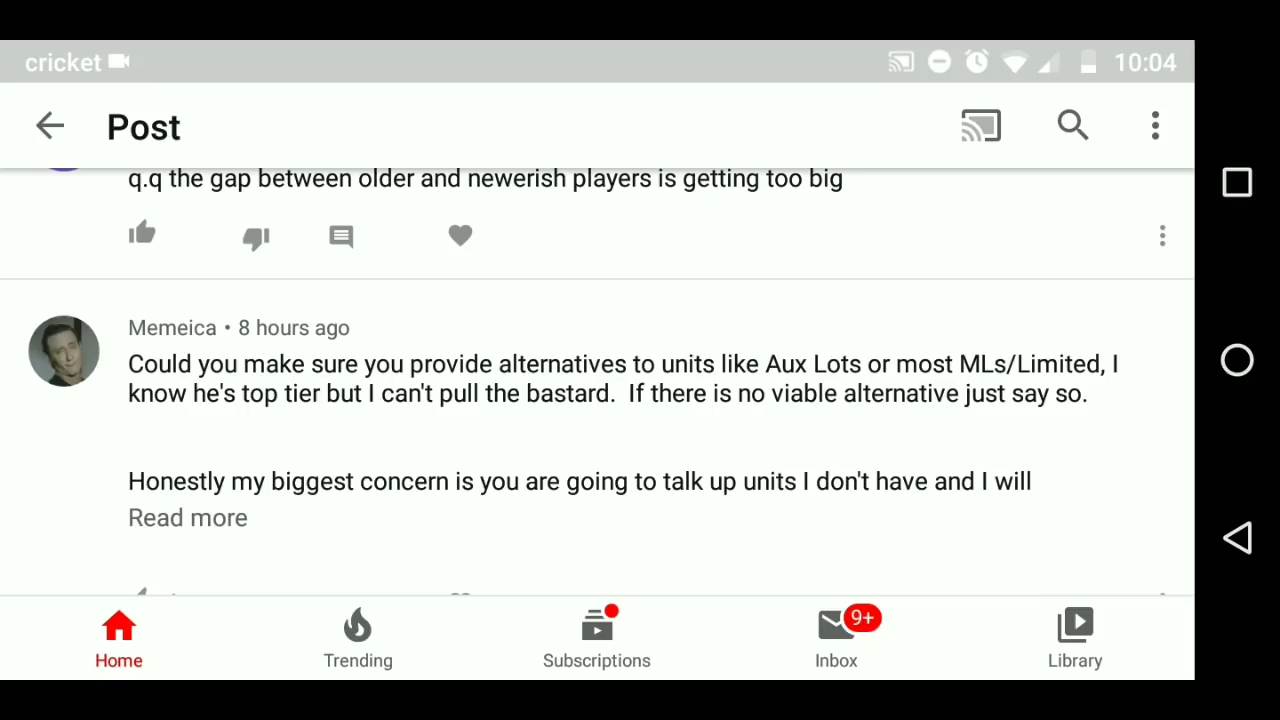 cricket
10:04
Post
q.q the gap between older and newerish players is getting too big
Memeica • 8 hours ago
Could you make sure you provide alternatives to units like Aux Lots or most MLs/Limited, I
know he's top tier but I can't pull the bastard.  If there is no viable alternative just say so.
Honestly my biggest concern is you are going to talk up units I don't have and I will
Read more
Home
Trending
Subscriptions
9+
Inbox
Library